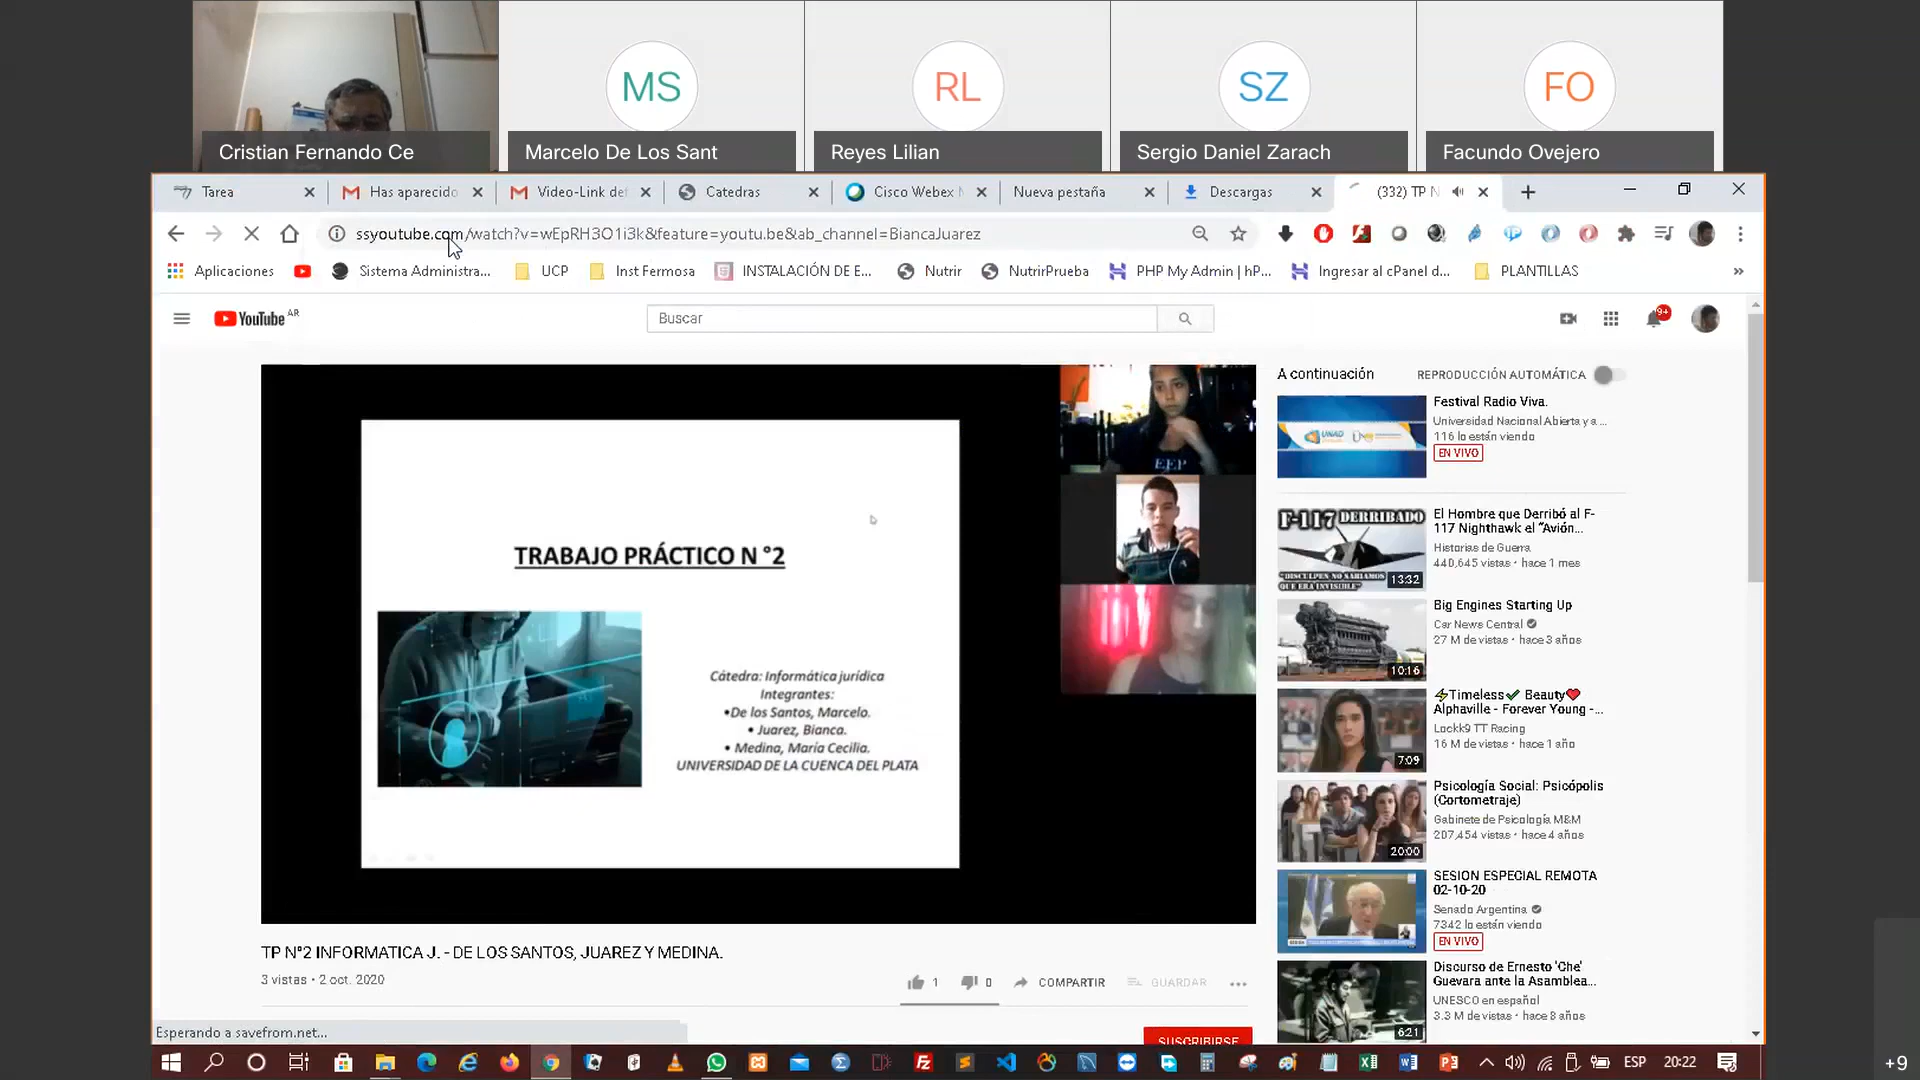 MS
RL
SZ
FO
Cristian Fernando Ce
Marcelo De Los Sant
Reyes Lilian
Sergio Daniel Zarach
Facundo Ovejero
Tarea
Has aparecido
Video-Link de
Catedras
Cisco Webex
Nueva pestaña
Descargas
(332) TP N
ssyoutube.com/watch?v=wEpRH3O1i3k&feature=youtu.be&ab_channel=BiancaJuarez
Aplicaciones
Sistema Administra...
UCP
Inst Fermosa
INSTALACIÓN DE E...
Nutrir
NutrirPrueba
PHP My Admin | hP...
Ingresar al cPanel d...
PLANTILLAS
»
YouTube AR
Buscar
9+
TRABAJO PRÁCTICO N °2
Cátedra: Informática jurídica
Integrantes:
•De los Santos, Marcelo.
• Juarez, Bianca.
• Medina, María Cecilia.
UNIVERSIDAD DE LA CUENCA DEL PLATA
TP N°2 INFORMATICA J. - DE LOS SANTOS, JUAREZ Y MEDINA.
3 vistas • 2 oct. 2020
1
0
COMPARTIR
GUARDAR
SUSCRIBIRSE
A continuación
REPRODUCCIÓN AUTOMÁTICA
Festival Radio Viva.
Universidad Nacional Abierta y a ...
116 lo están viendo
EN VIVO
UNAD
F-117 DERRIBADO
"DISCULPEN NO SABIAMOS
QUE ERA INVISIBLE"
13:32
El Hombre que Derribó al F-
117 Nighthawk el "Avión...
Historias de Guerra
440,645 vistas • hace 1 mes
10:16
Big Engines Starting Up
Car News Central
27 M de vistas • hace 3 años
7:09
⚡Timeless✔ Beauty❤
Alphaville - Forever Young -...
Lockk9 TT Racing
16 M de vistas • hace 1 año
20:00
Psicología Social: Psicópolis
(Cortometraje)
Gabinete de Psicología M&M
207,454 vistas • hace 4 años
SESION ESPECIAL REMOTA
02-10-20
Senado Argentina
7342 lo están viendo
EN VIVO
6:21
Discurso de Ernesto 'Che'
Guevara ante la Asamblea...
UNESCO en español
3.3 M de vistas • hace 8 años
Esperando a savefrom.net...
ESP
20:22
+9